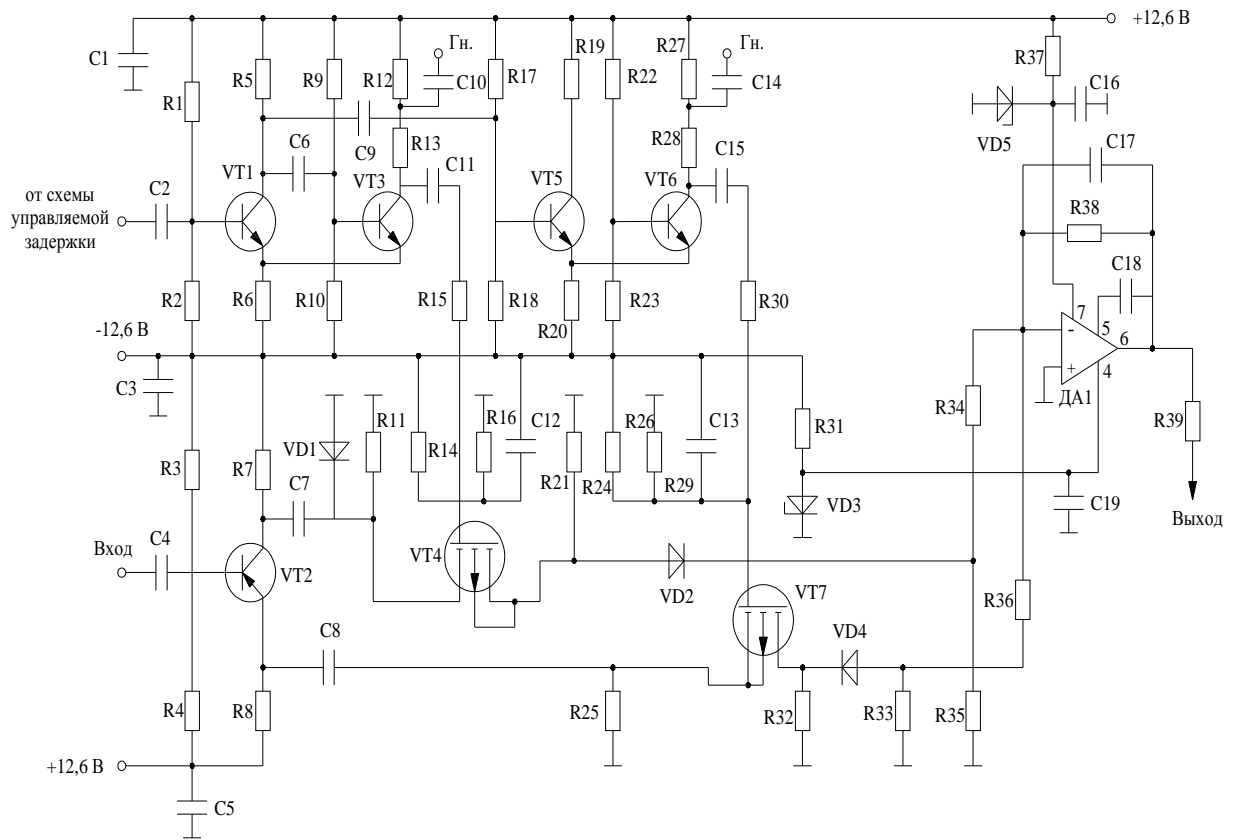 +12,6 В
Гн.
Гн.
R19
R27
R37
C1
R5
R9
R12
C10
R17
R22
C14
C16
R1
VD5
C6
C9
R13
R28
C15
C17
VT1
VT3
C11
VT5
VT6
от схемы
управляемой
задержки
C2
R38
C18
R2
R6
R10
R15
R18
R23
R30
R20
7
5
-
6
+
4
ДА1
-12,6 В
C3
R11
R16
C12
R26
C13
R34
R39
VD1
R14
R31
R3
R7
R21
R24
R29
C7
VD3
C19
Выход
Вход
C4
VT4
VT2
VD2
VT7
R36
C8
VD4
R4
R8
R25
R32
R33
R35
+12,6 В
C5